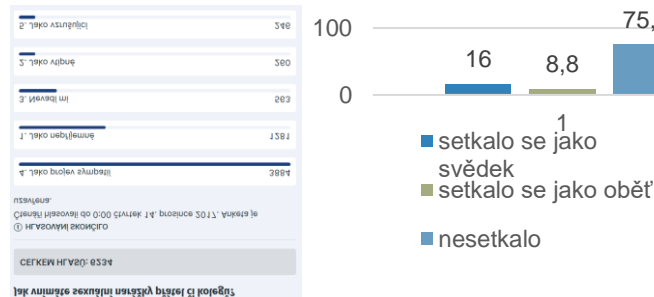 Jak vnímáte sexuální narážky přátel či kolegů?
CELKEM HLASŮ: 6234
HLASOVÁNÍ SKONČILO
Čtenáři hlasovali do 0:00 čtvrtek 14. prosince 2017. Anketa je
uzavřena.
4. Jako projev sympatií 3884
1. Jako nepříjemné 1281
3. Nevadí mi 563
2. Jako vtipné 260
5. Jako vzrušující 246
100
0
16
8,8
75,
1
setkalo se jako
svědek
setkalo se jako oběť
nesetkalo